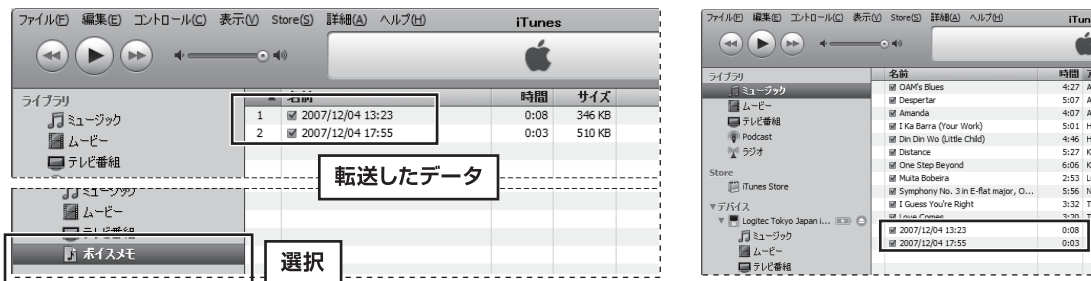 ファイル(F) 編集(E) コントロール(C) 表示(V) Store(S) 詳細(A) ヘルプ(H)
iTunes
ライブラリ
ミュージック
ムービー
テレビ番組
名前 時間 サイズ
1 2007/12/04 13:23 0:08 346 KB
2 2007/12/04 17:55 0:03 510 KB
転送したデータ
ミュージック
ムービー
テレビ番組
ボイスメモ
選択
ファイル(F) 編集(E) コントロール(C) 表示(V) Store(S) 詳細(A) ヘルプ(H)
ライブラリ
ミュージック
ムービー
テレビ番組
Podcast
ラジオ
Store
iTunes Store
デバイス
Logitec Tokyo Japan i...
ミュージック
ムービー
テレビ番組
名前 時間
OAM's Blues 4:27 A
Despertar 5:07 A
Amanda 4:07 A
I Ka Barra (Your Work) 5:01 H
Din Din Wo (Little Child) 4:46 H
Distance 5:27 K
One Step Beyond 6:06 K
Muita Bobeira 2:53 L
Symphony No. 3 in E-flat major, O... 5:56 N
I Guess You're Right 3:32 T
Love Comes 3:20
2007/12/04 13:23 0:08
2007/12/04 17:55 0:03